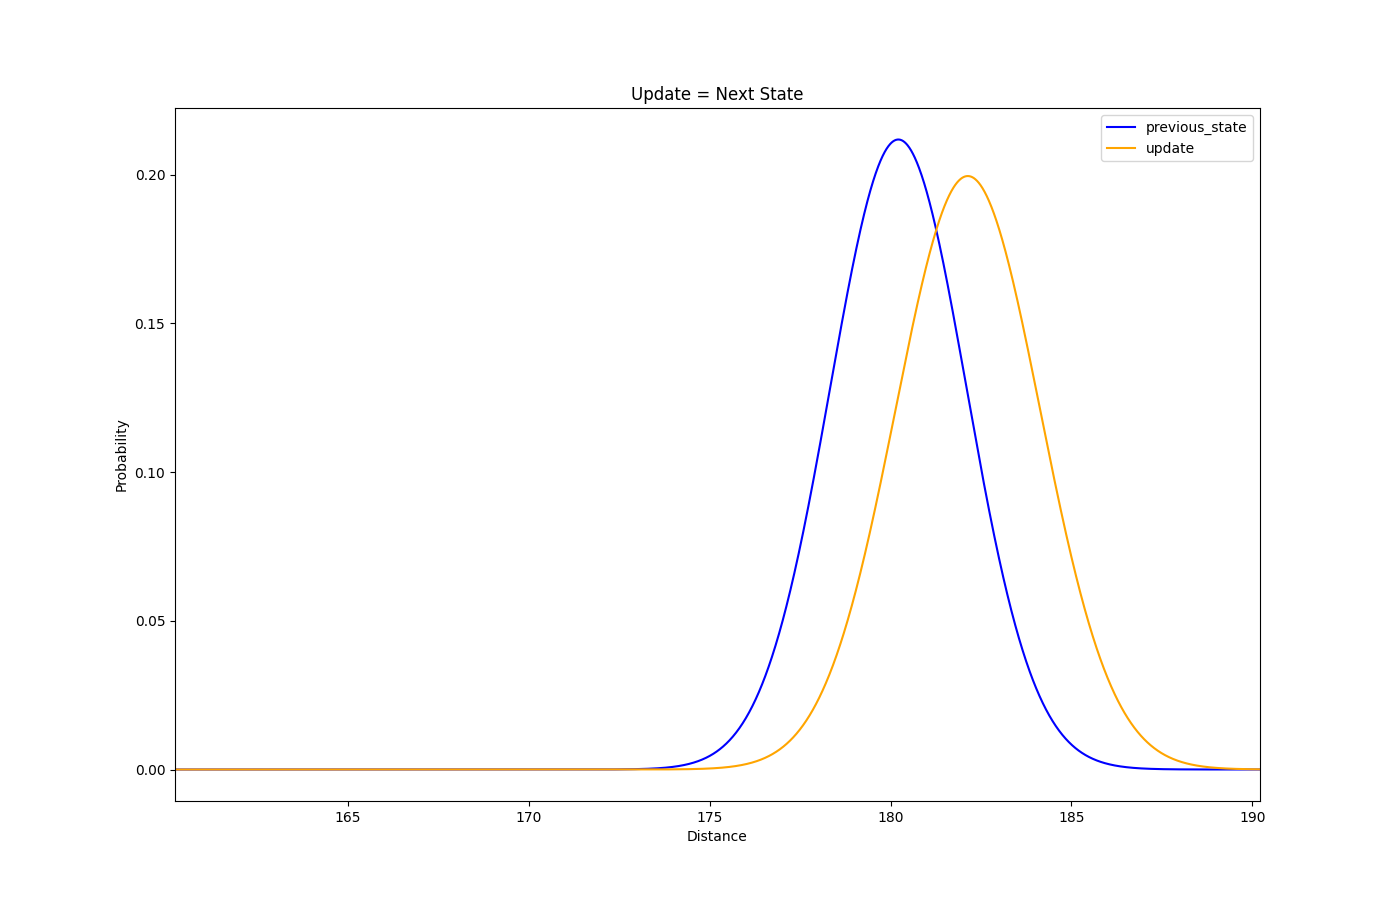 Update = Next State
previous_state
update
0.20
0.15
0.10
0.05
0.00
Probability
165
170
175
180
185
190
Distance